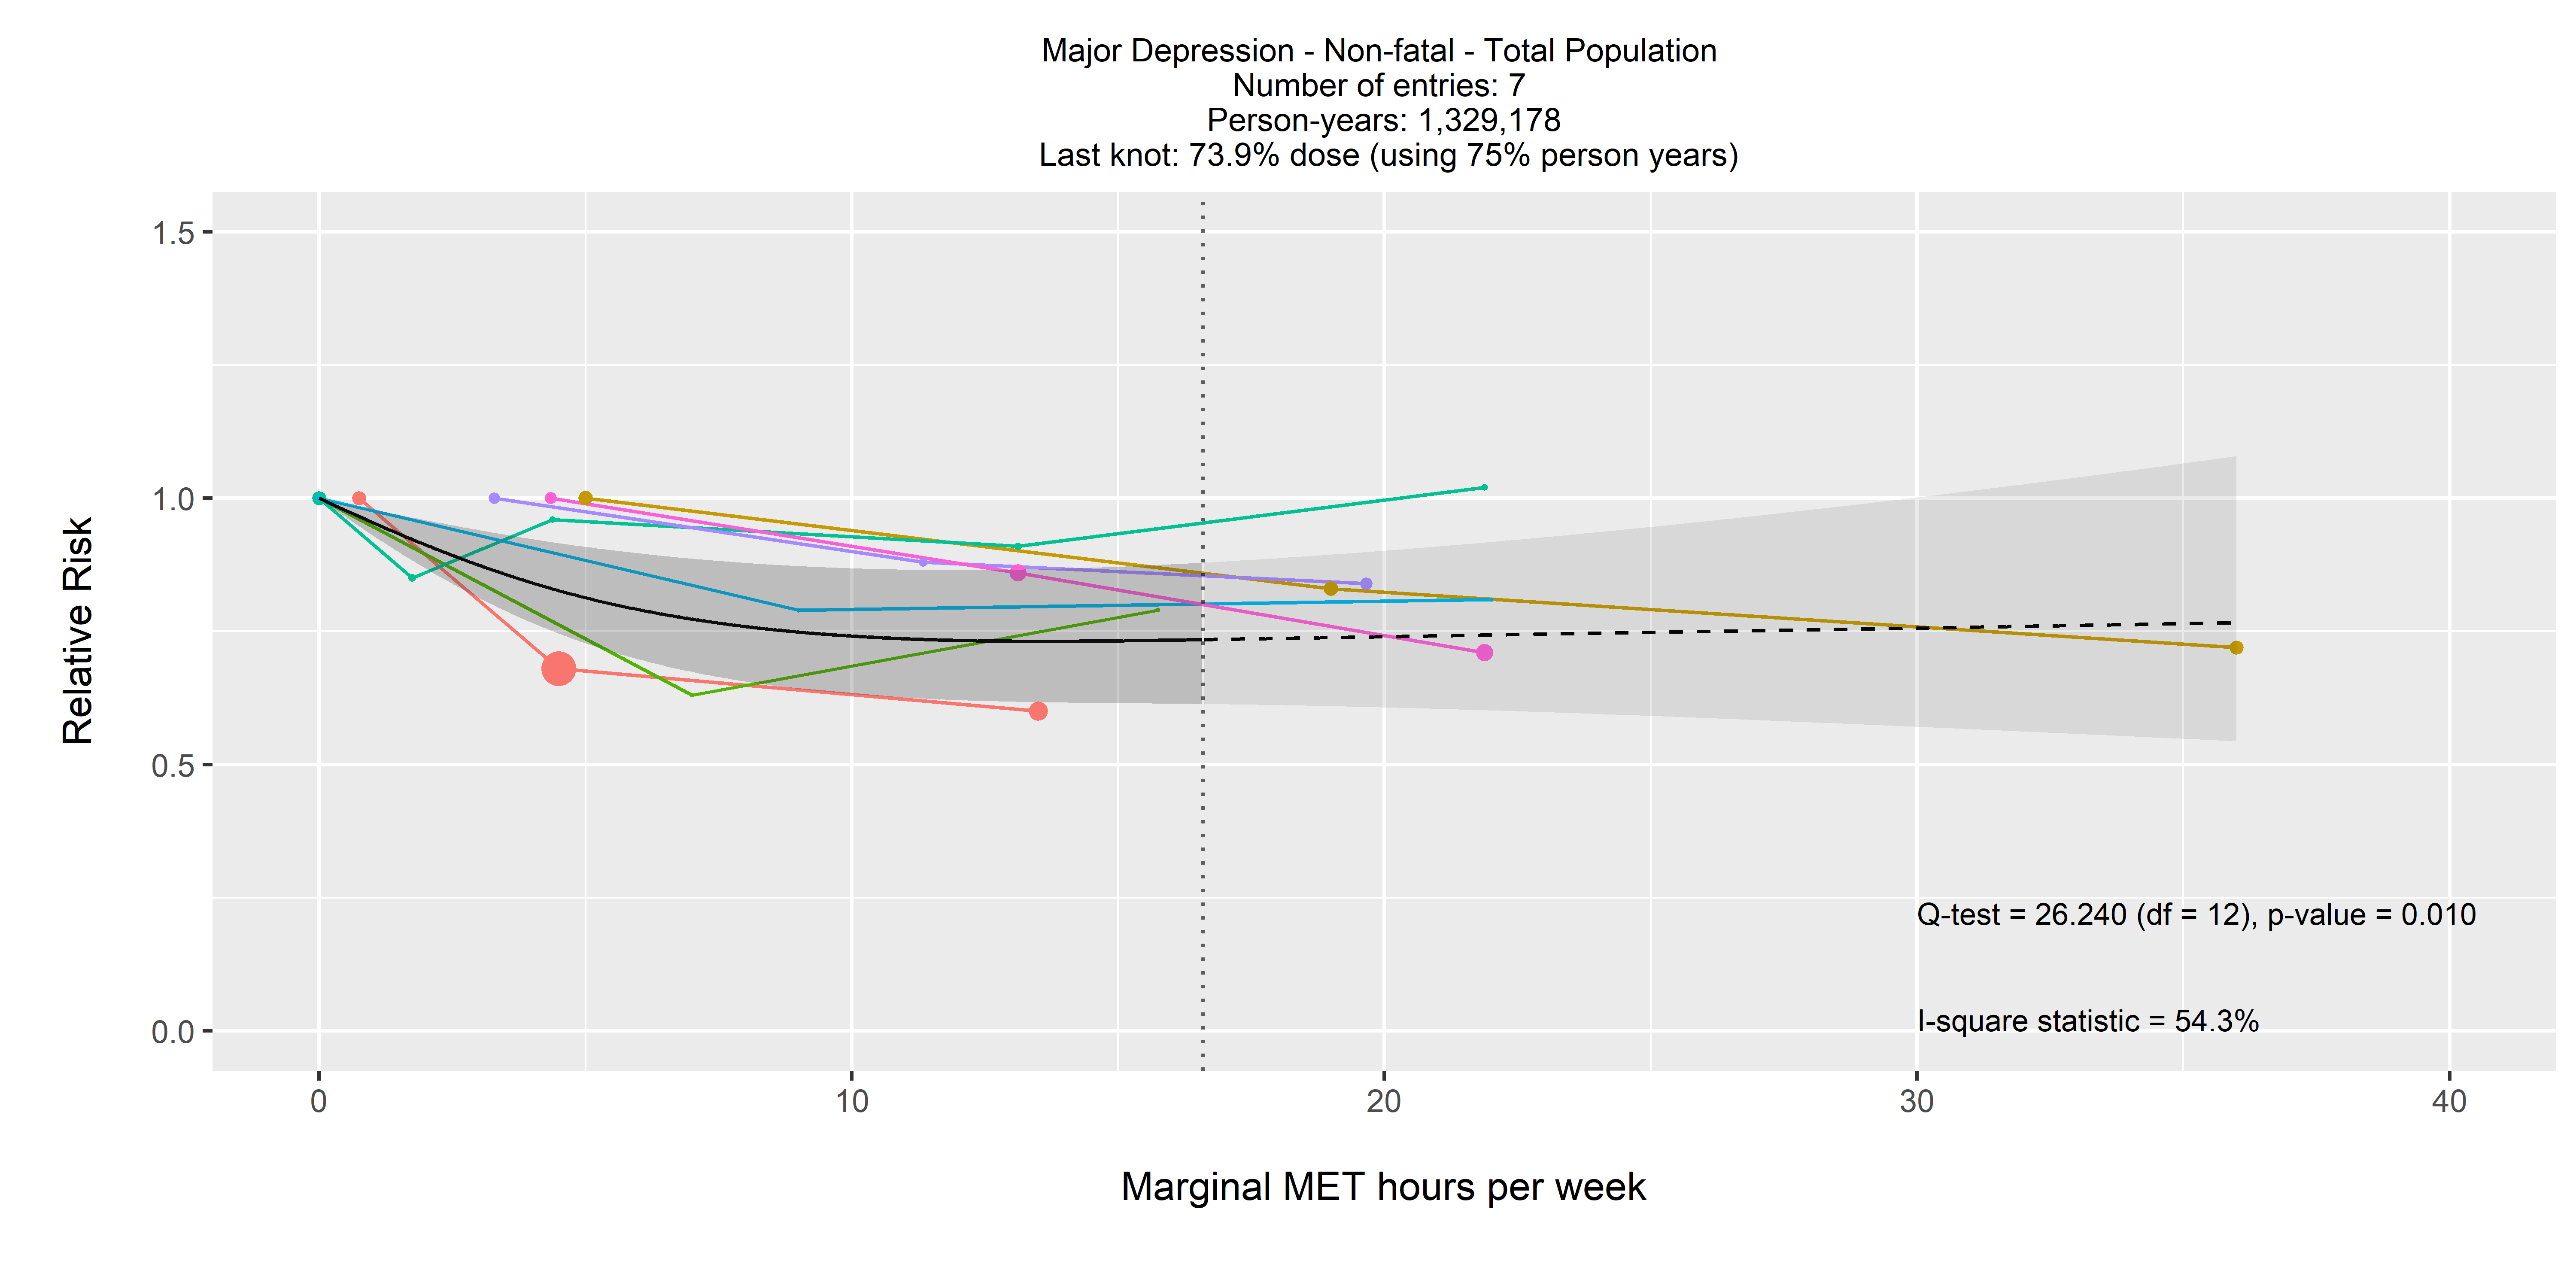 Major Depression - Non-fatal - Total Population
Number of entries: 7
Person-years: 1,329,178
Last knot: 73.9% dose (using 75% person years)
1.5
1.0
0.5
0.0
Relative Risk
Q-test = 26.240 (df = 12), p-value = 0.010
I-square statistic = 54.3%
0 10 20 30 40
Marginal MET hours per week